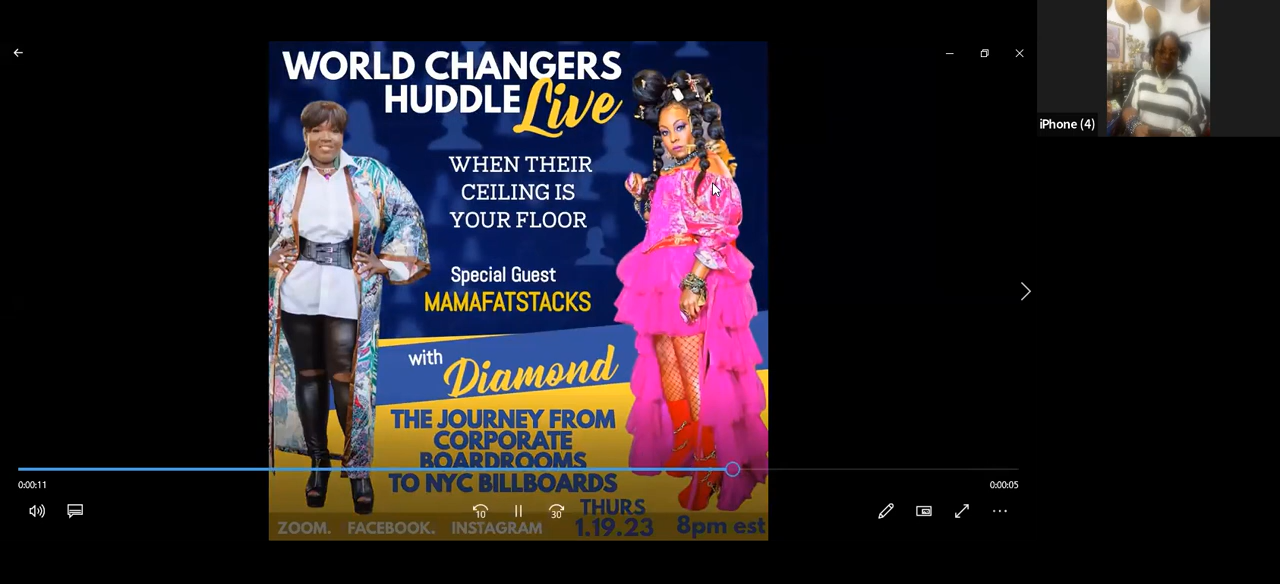 WORLD CHANGERS
HUDDLE Live
WHEN THEIR
CEILING IS
YOUR FLOOR
Special Guest
MAMAFATSTACKS
with Diamond
THE JOURNEY FROM
CORPORATE
BOARDROOMS
TO NYC BILLBOARDS
THURS
ZOOM. FACEBOOK. INSTAGRAM 1.19.23 8pm est
iPhone (4)
0:00:11
0:00:05
10
30